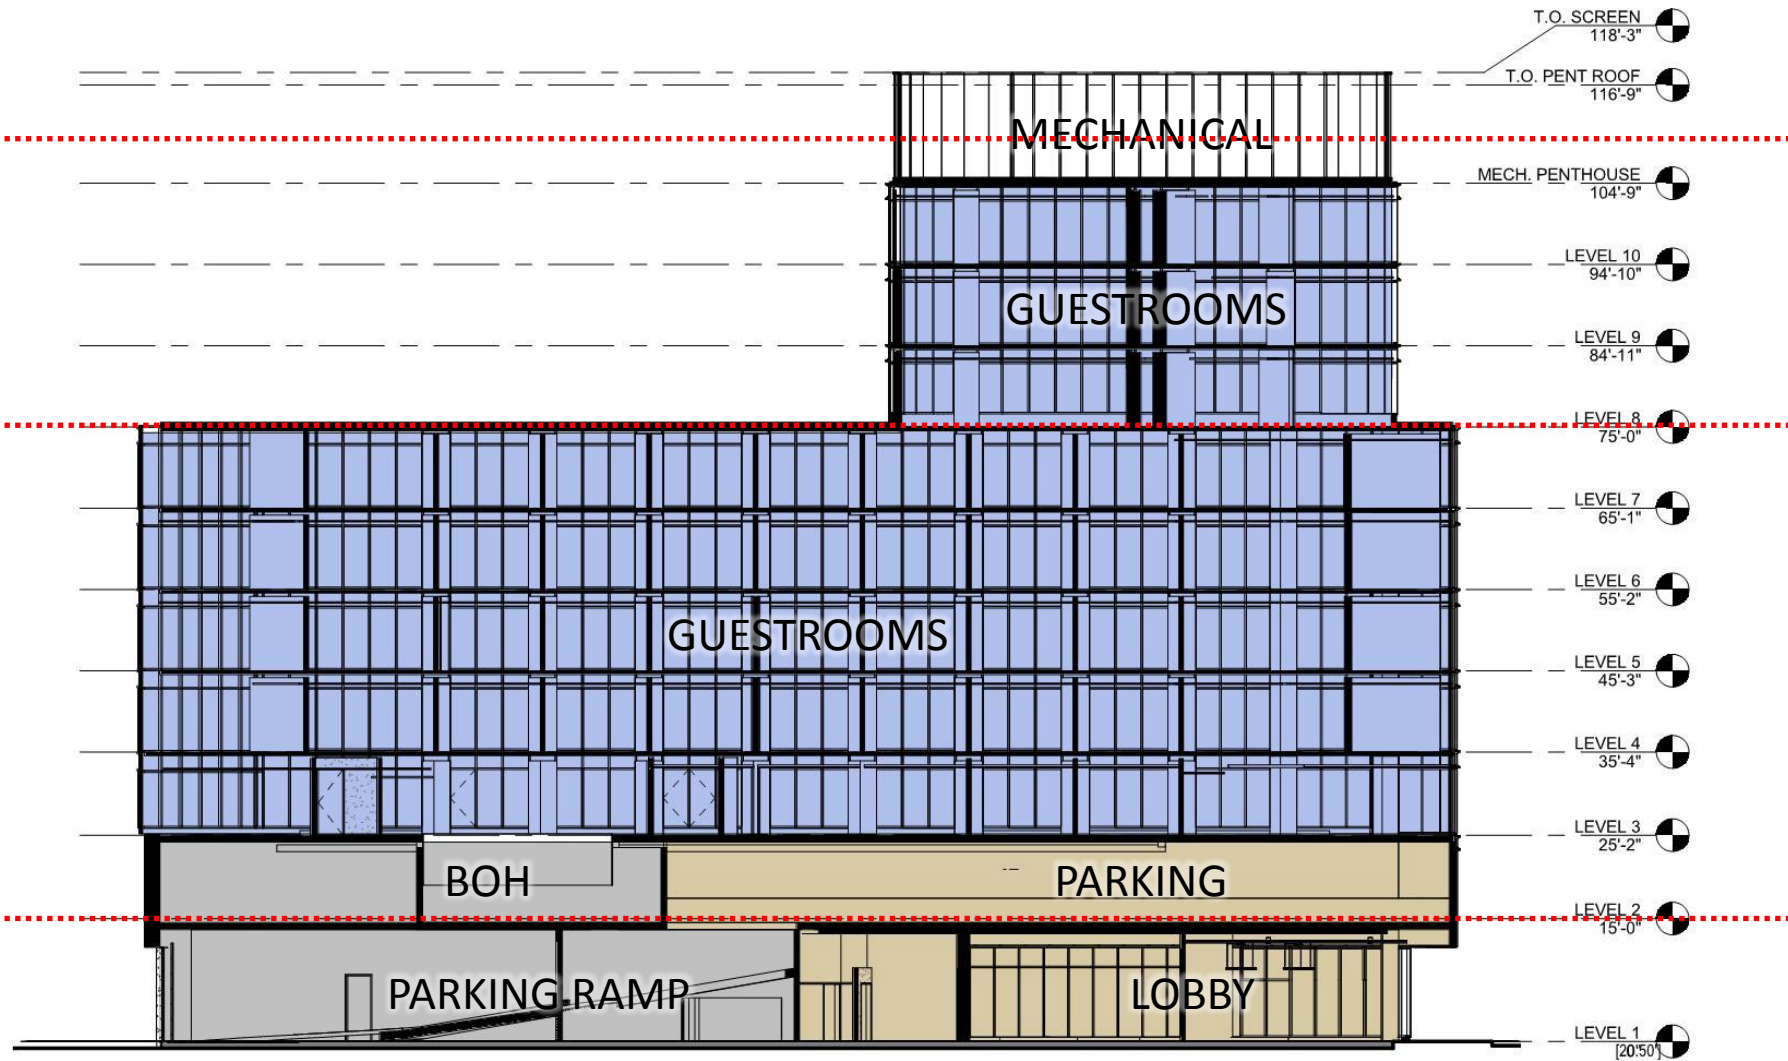 T.O. SCREEN
118'-3"
T.O. PENT ROOF
116'-9"
MECHANICAL
MECH. PENTHOUSE
104'-9"
LEVEL 10
94'-10"
GUESTROOMS
LEVEL 9
84'-11"
LEVEL 8
75'-0"
LEVEL 7
65'-1"
LEVEL 6
55'-2"
GUESTROOMS
LEVEL 5
45'-3"
LEVEL 4
35'-4"
LEVEL 3
25'-2"
BOH
PARKING
LEVEL 2
15'-0"
PARKING RAMP
LOBBY
LEVEL 1